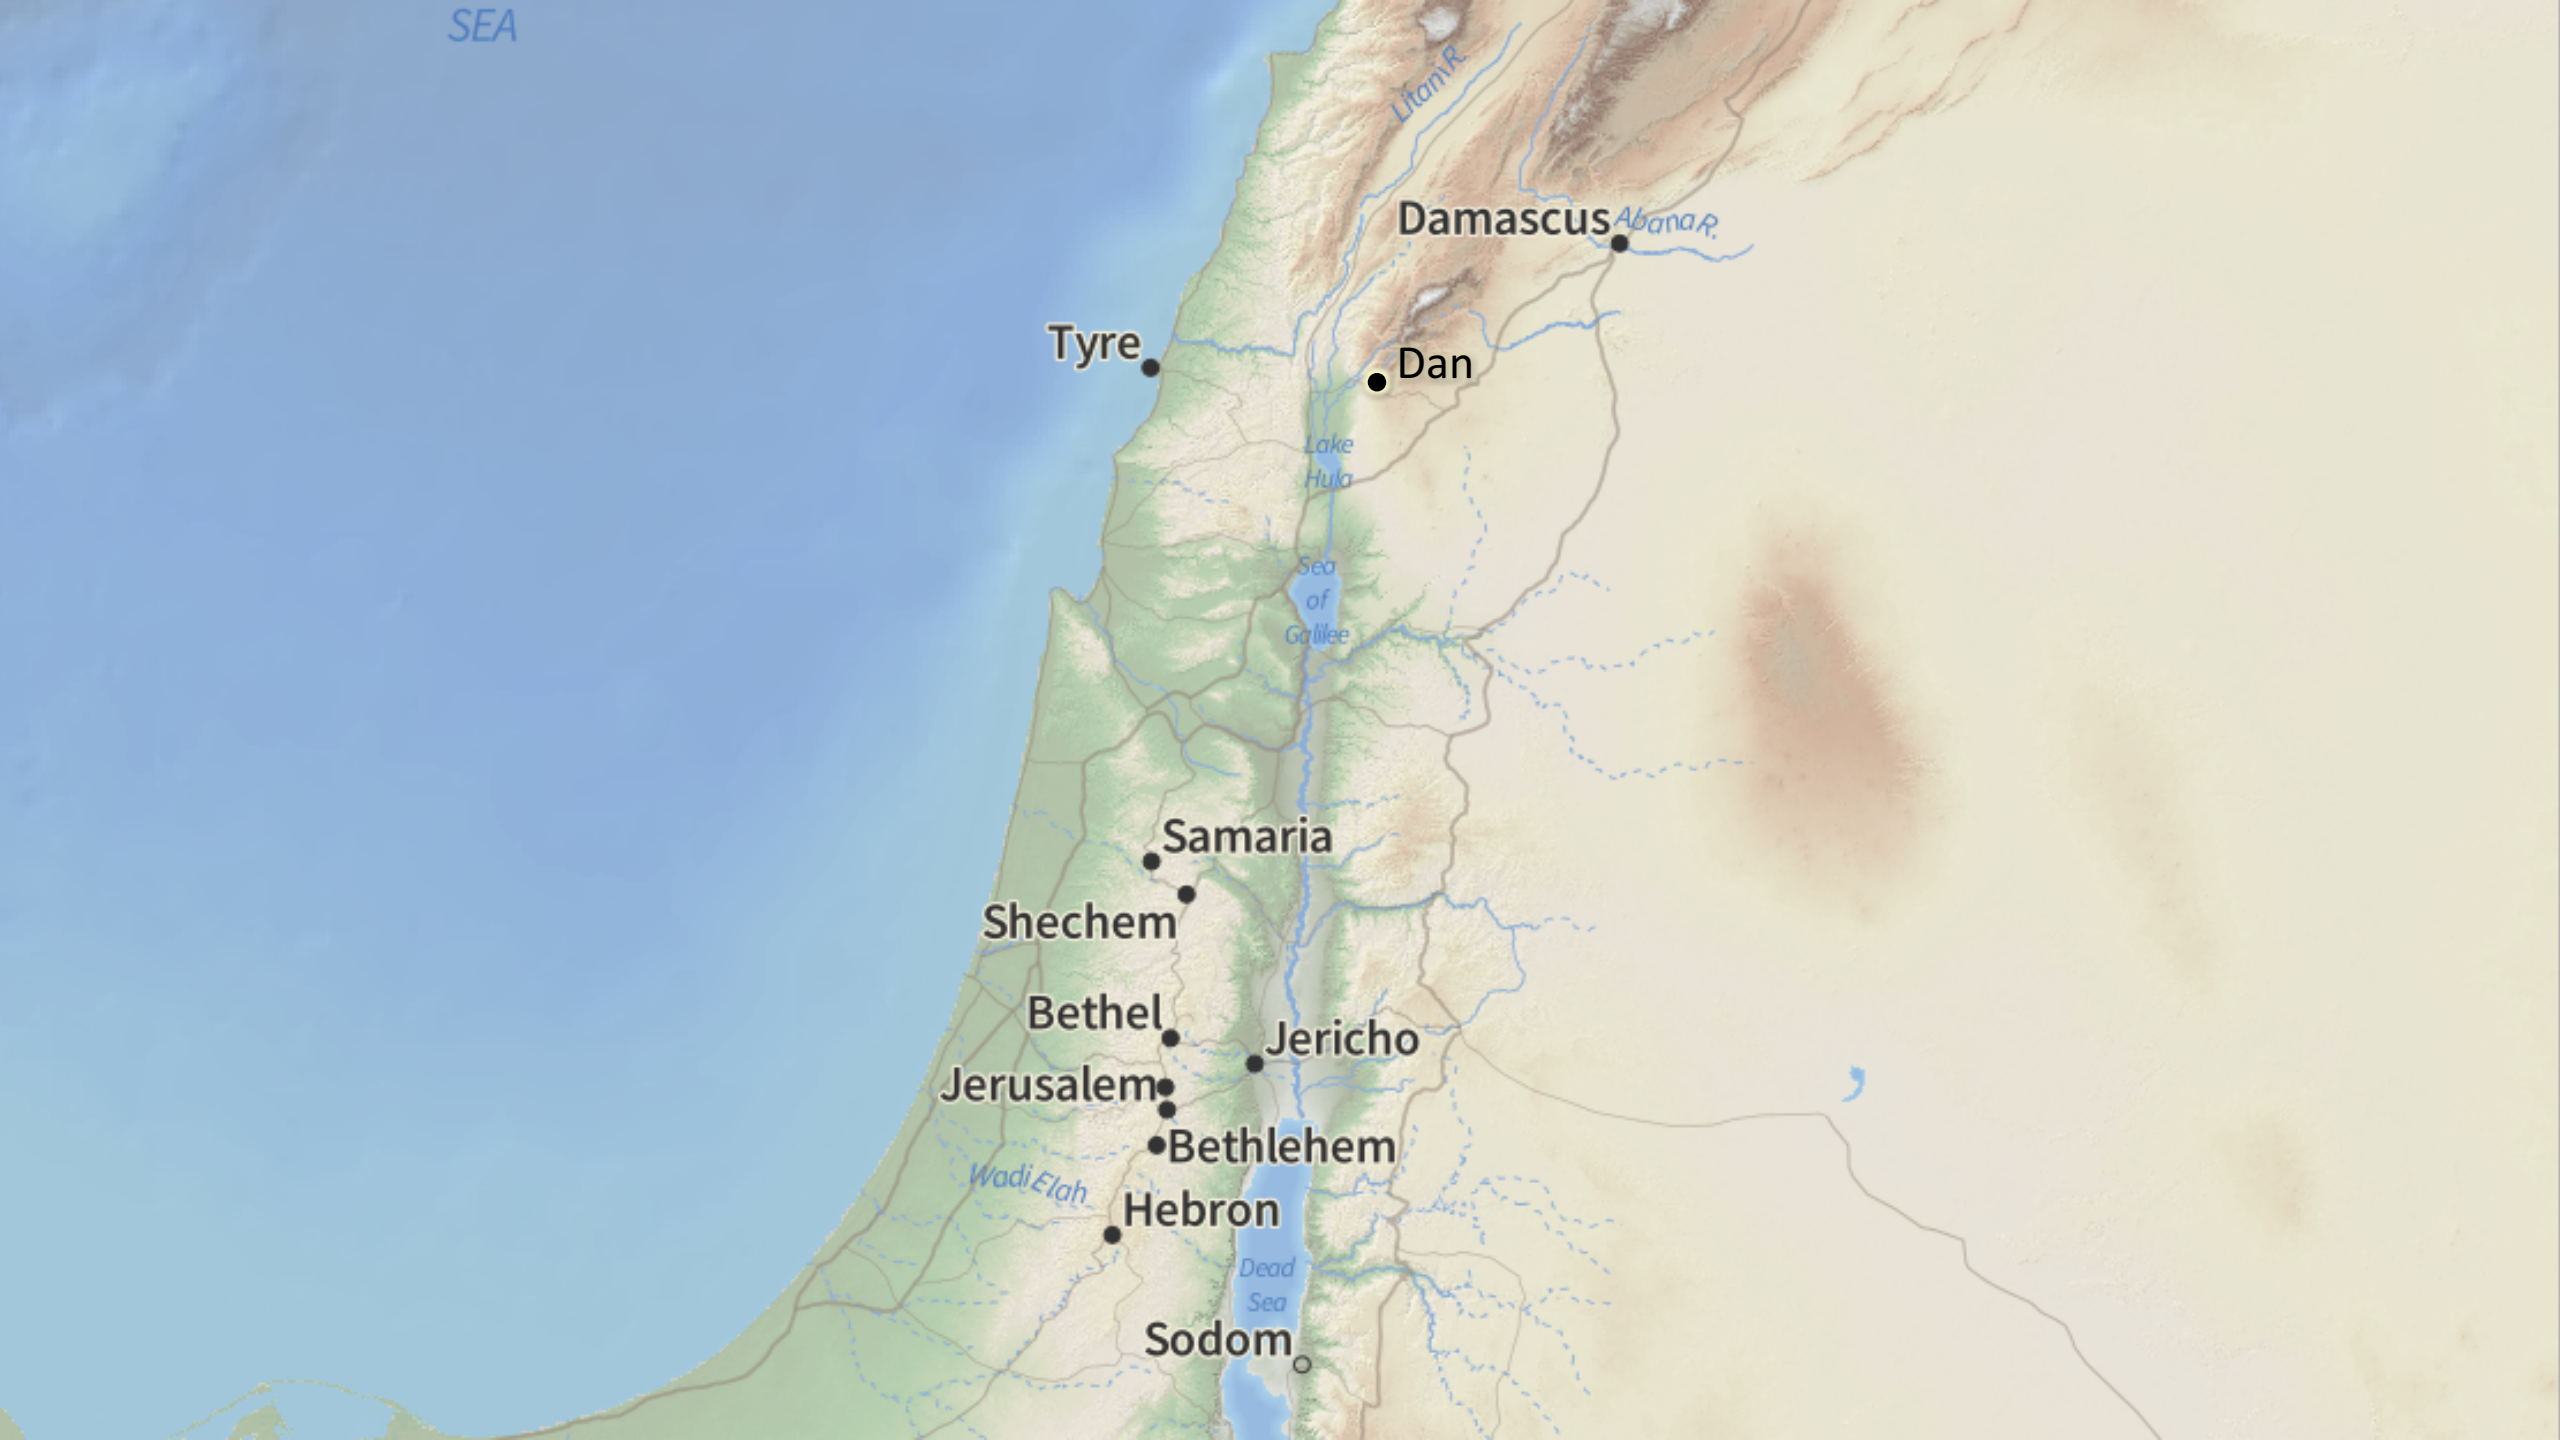 SEA
Litani R.
Damascus
Abana R.
Tyre
Dan
Lake
Hula
Sea
of
Galilee
Samaria
Shechem
Bethel
Jericho
Jerusalem
Bethlehem
Wadi Elah
Hebron
Dead
Sea
Sodom